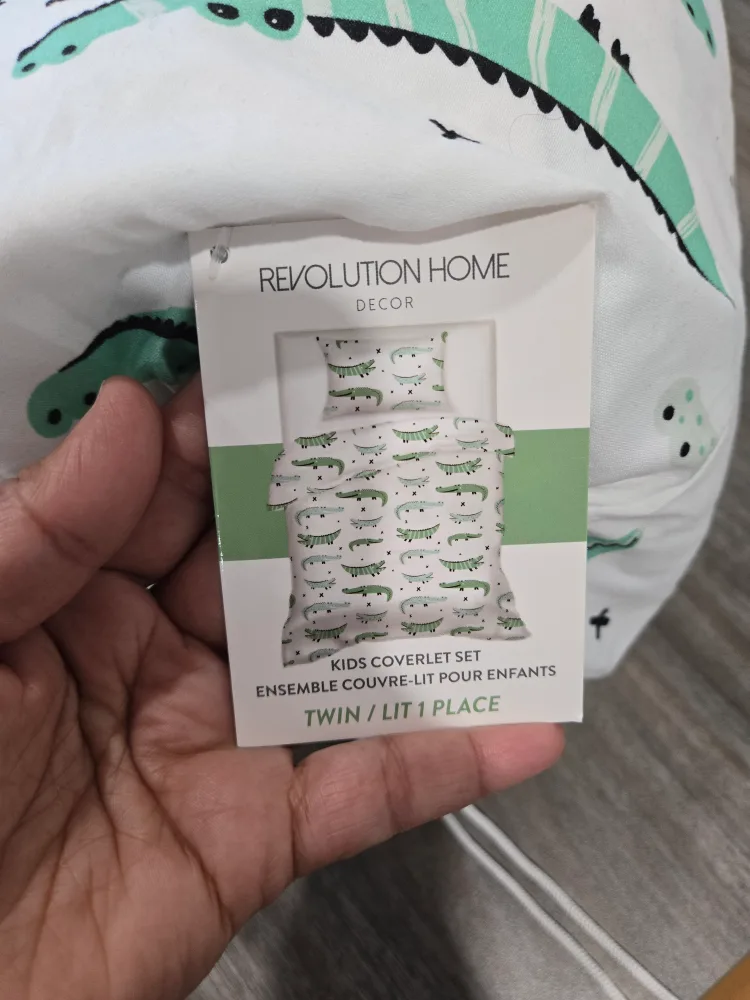 REVOLUTION HOME
DECOR
KIDS COVERLET SET
ENSEMBLE COUVRE-LIT POUR ENFANTS
TWIN / LIT 1 PLACE